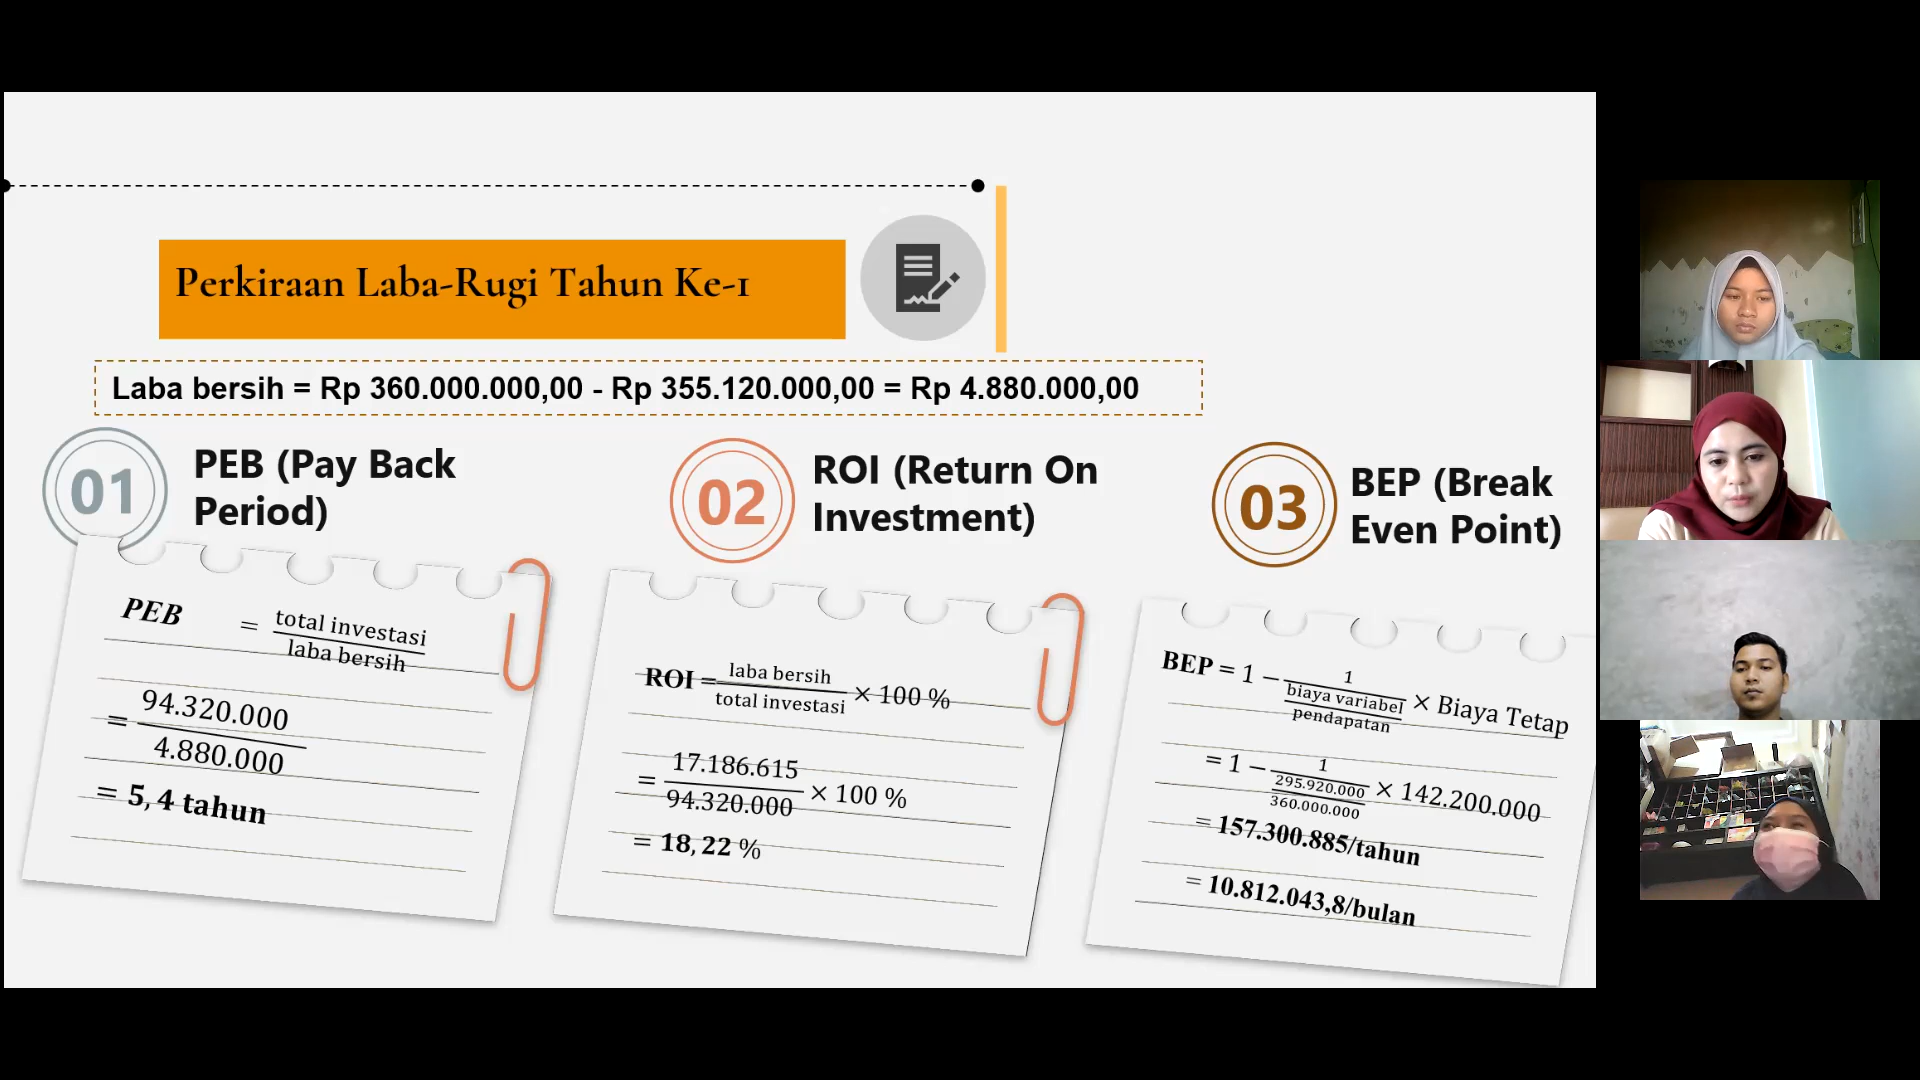 Perkiraan Laba-Rugi Tahun Ke-1
Laba bersih = Rp 360.000.000,00 - Rp 355.120.000,00 = Rp 4.880.000,00
01
PEB (Pay Back
Period)
PEB = total investasi / laba bersih
= 94.320.000 / 4.880.000
= 5,4 tahun
02
ROI (Return On
Investment)
ROI = laba bersih / total investasi × 100 %
= 17.186.615 / 94.320.000 × 100 %
= 18,22 %
03
BEP (Break
Even Point)
BEP = 1 − 1 / (biaya variabel / pendapatan) × Biaya Tetap
= 1 − 1 / (295.920.000 / 360.000.000) × 142.200.000
= 157.300.885/tahun
= 10.812.043,8/bulan